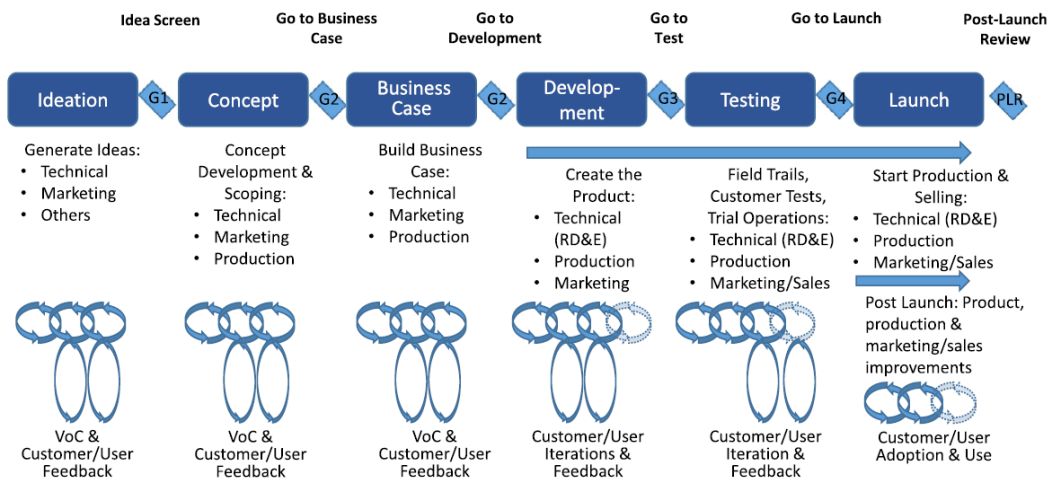 Idea Screen
Go to Business
Case
Go to
Development
Go to
Test
Go to Launch
Post-Launch
Review
Ideation
G1
Concept
G2
Business
Case
G2
Develop-
ment
G3
Testing
G4
Launch
PLR
Generate Ideas:
• Technical
• Marketing
• Others
Concept
Development &
Scoping:
• Technical
• Marketing
• Production
Build Business
Case:
• Technical
• Marketing
• Production
Create the
Product:
• Technical
(RD&E)
• Production
• Marketing
Field Trails,
Customer Tests,
Trial Operations:
• Technical (RD&E)
• Production
• Marketing/Sales
Start Production &
Selling:
• Technical (RD&E)
• Production
• Marketing/Sales
Post Launch: Product,
production &
marketing/sales
improvements
VoC &
Customer/User
Feedback
VoC &
Customer/User
Feedback
VoC &
Customer/User
Feedback
Customer/User
Iterations &
Feedback
Customer/User
Iteration &
Feedback
Customer/User
Adoption & Use